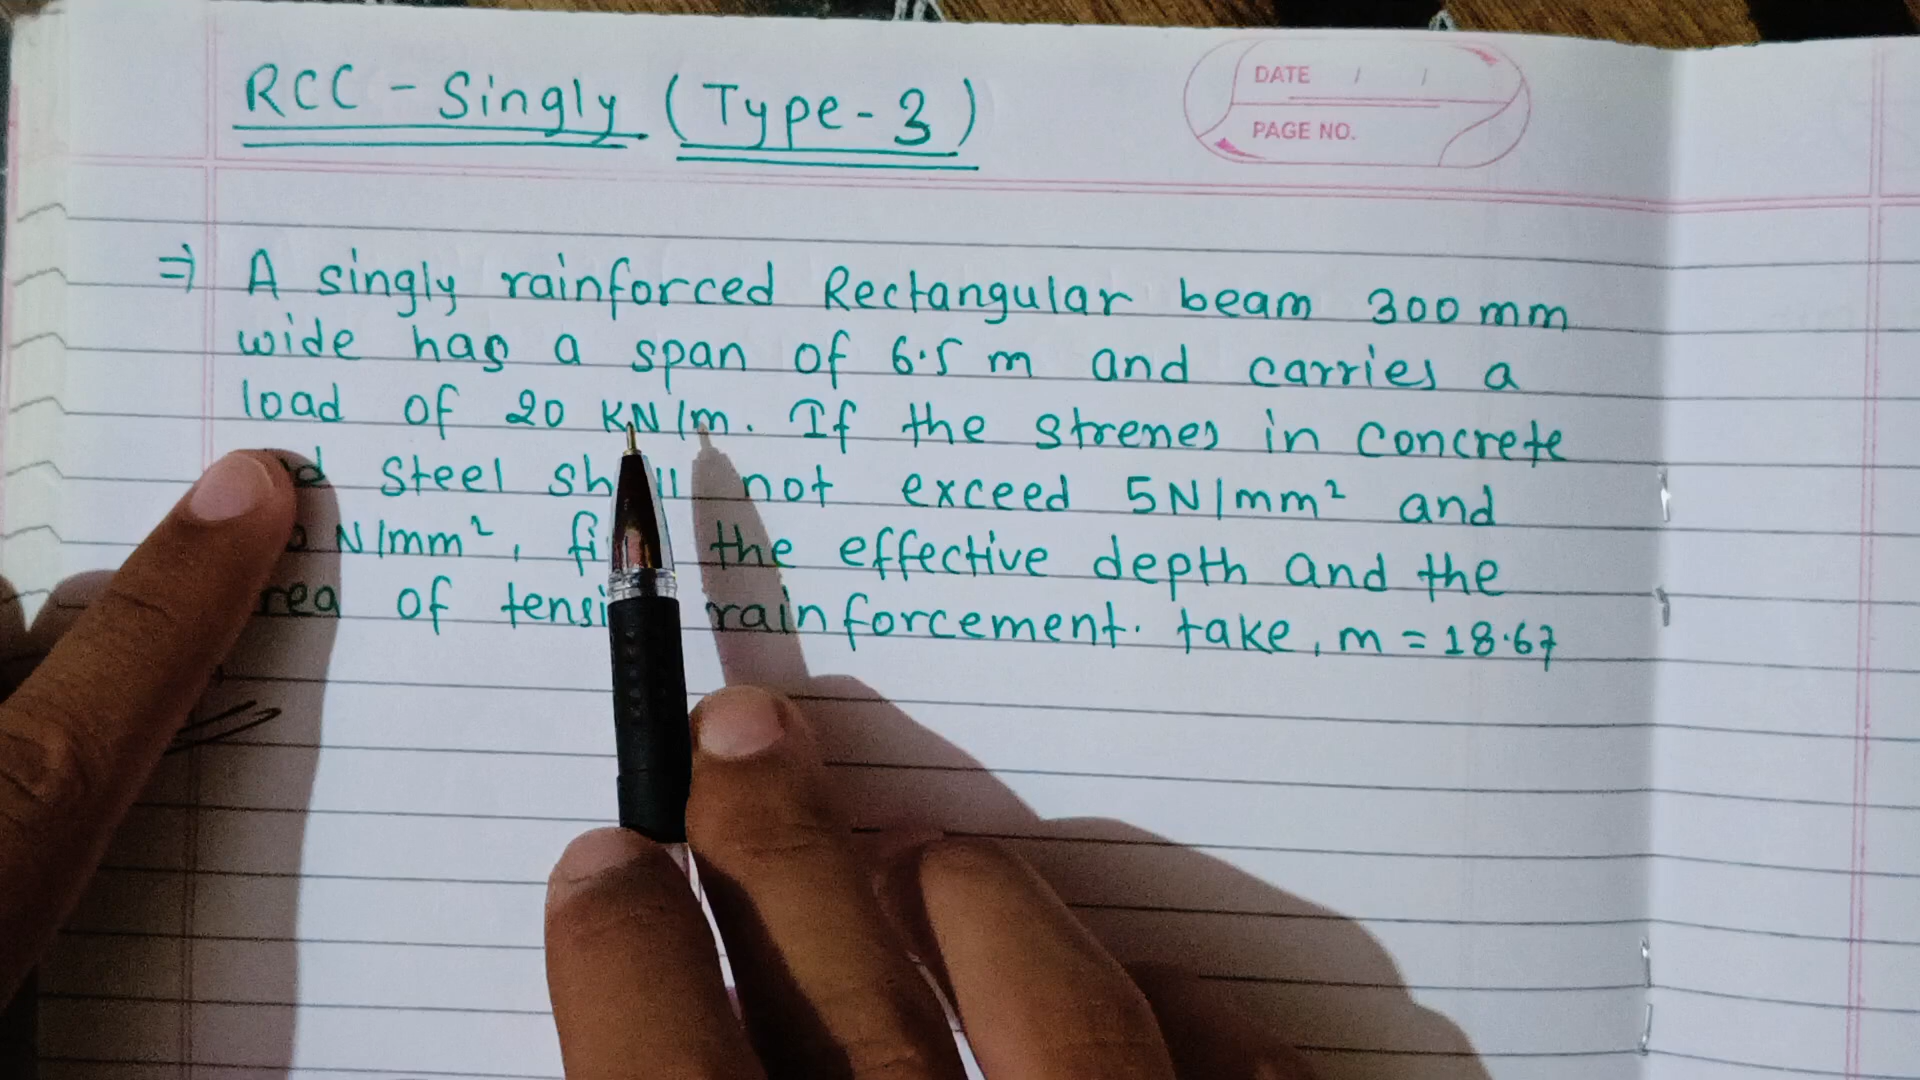 RCC - Singly (Type-3)
DATE / /
PAGE NO.
⇒ A singly rainforced Rectangular beam 300 mm
wide has a span of 6.5 m and carries a
load of 20 KN/m. If the in concrete
steel not exceed 5N/mm² and
N/mm², the effective depth and the
of rainforcement. take, m = 18.67